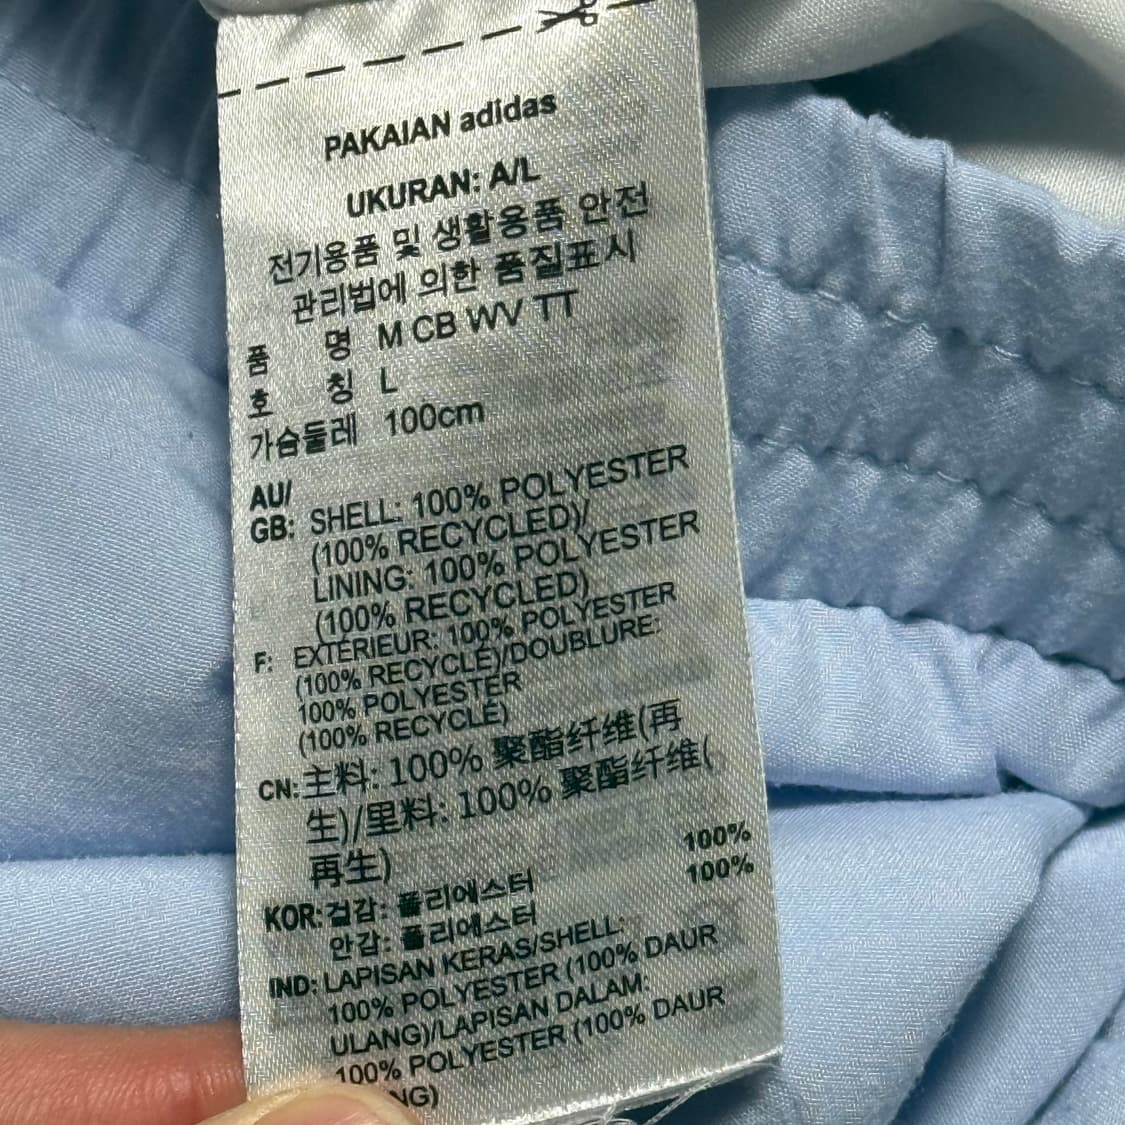 PAKAIAN adidas
UKURAN: A/L
전기용품 및 생활용품 안전
관리법에 의한 품질표시
품 명 M CB WV TT
호 칭 L
가슴둘레 100cm
AU/
GB: SHELL: 100% POLYESTER
(100% RECYCLED)/
LINING: 100% POLYESTER
(100% RECYCLED)
F: EXTÉRIEUR: 100% POLYESTER
(100% RECYCLÉ)/DOUBLURE:
100% POLYESTER
(100% RECYCLÉ)
CN: 主料: 100% 聚酯纤维(再
生)/里料: 100% 聚酯纤维(
再生)
KOR: 겉감: 폴리에스터 100%
안감: 폴리에스터 100%
IND: LAPISAN KERAS/SHELL:
100% POLYESTER (100% DAUR
ULANG)/LAPISAN DALAM:
100% POLYESTER (100% DAUR
NG)